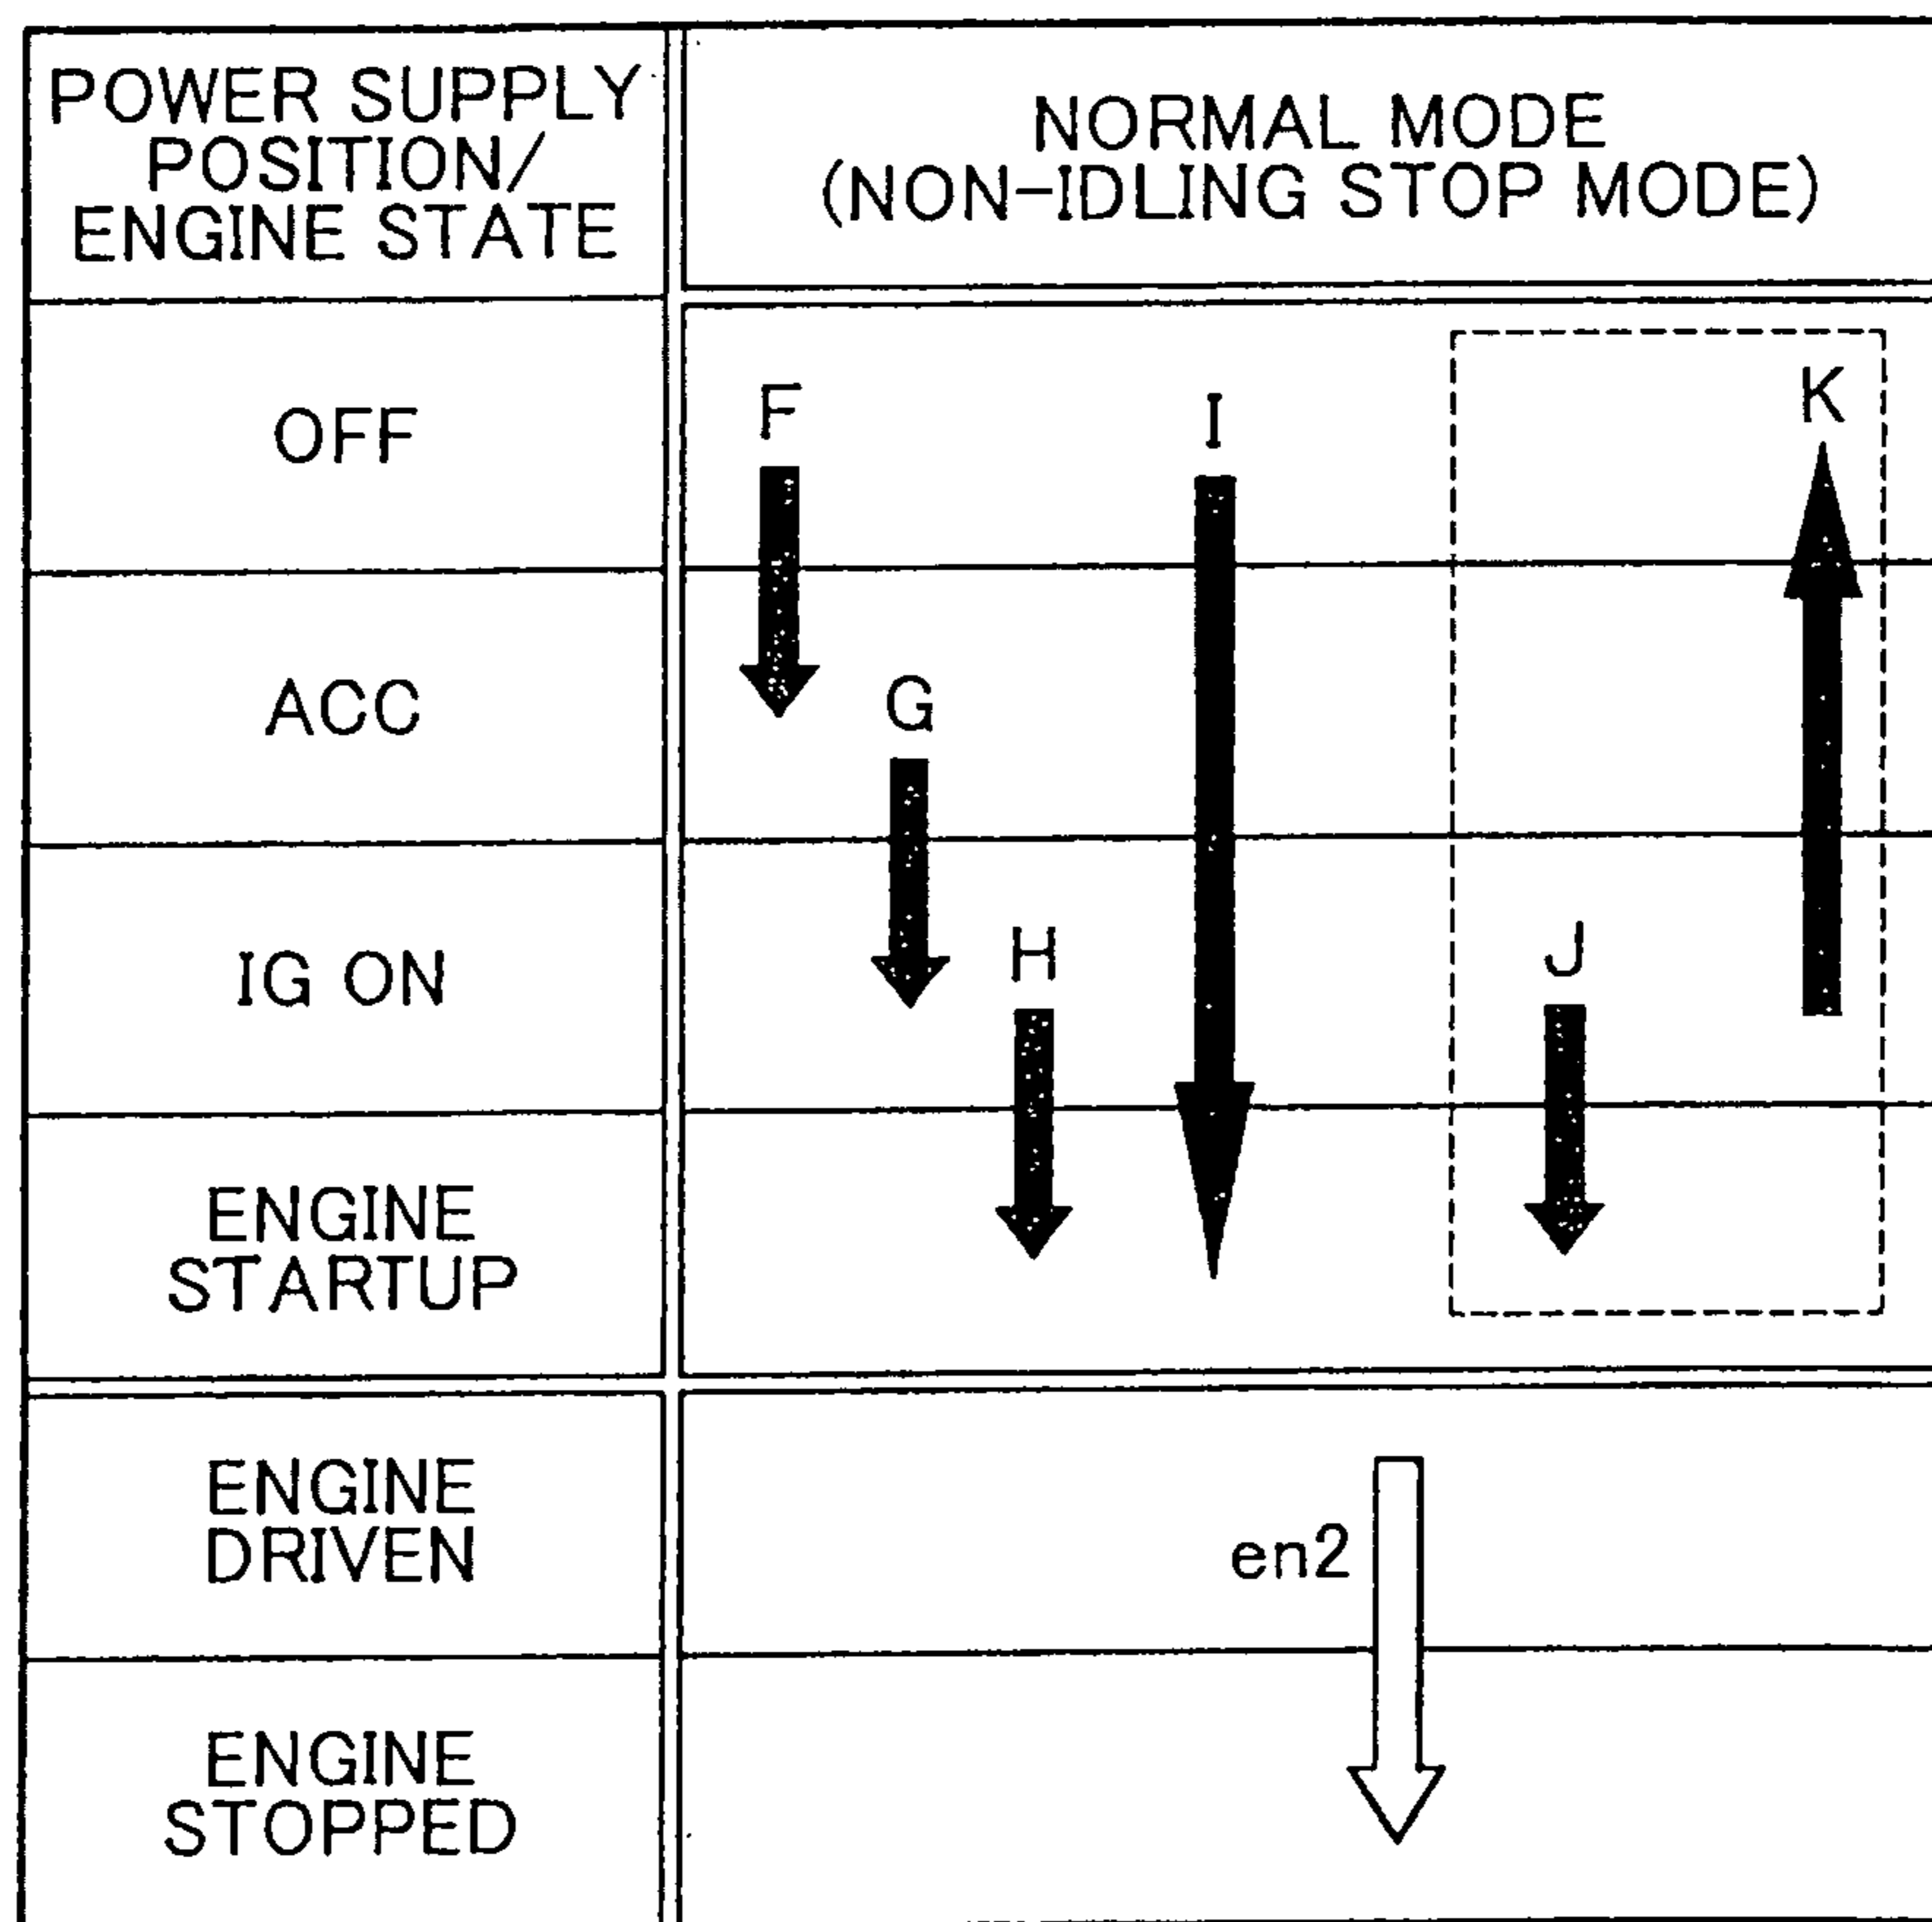 POWER SUPPLY
POSITION/
ENGINE STATE
NORMAL MODE
(NON-IDLING STOP MODE)
OFF
F
I
K
ACC
G
IG ON
H
J
ENGINE
STARTUP
ENGINE
DRIVEN
en2
ENGINE
STOPPED